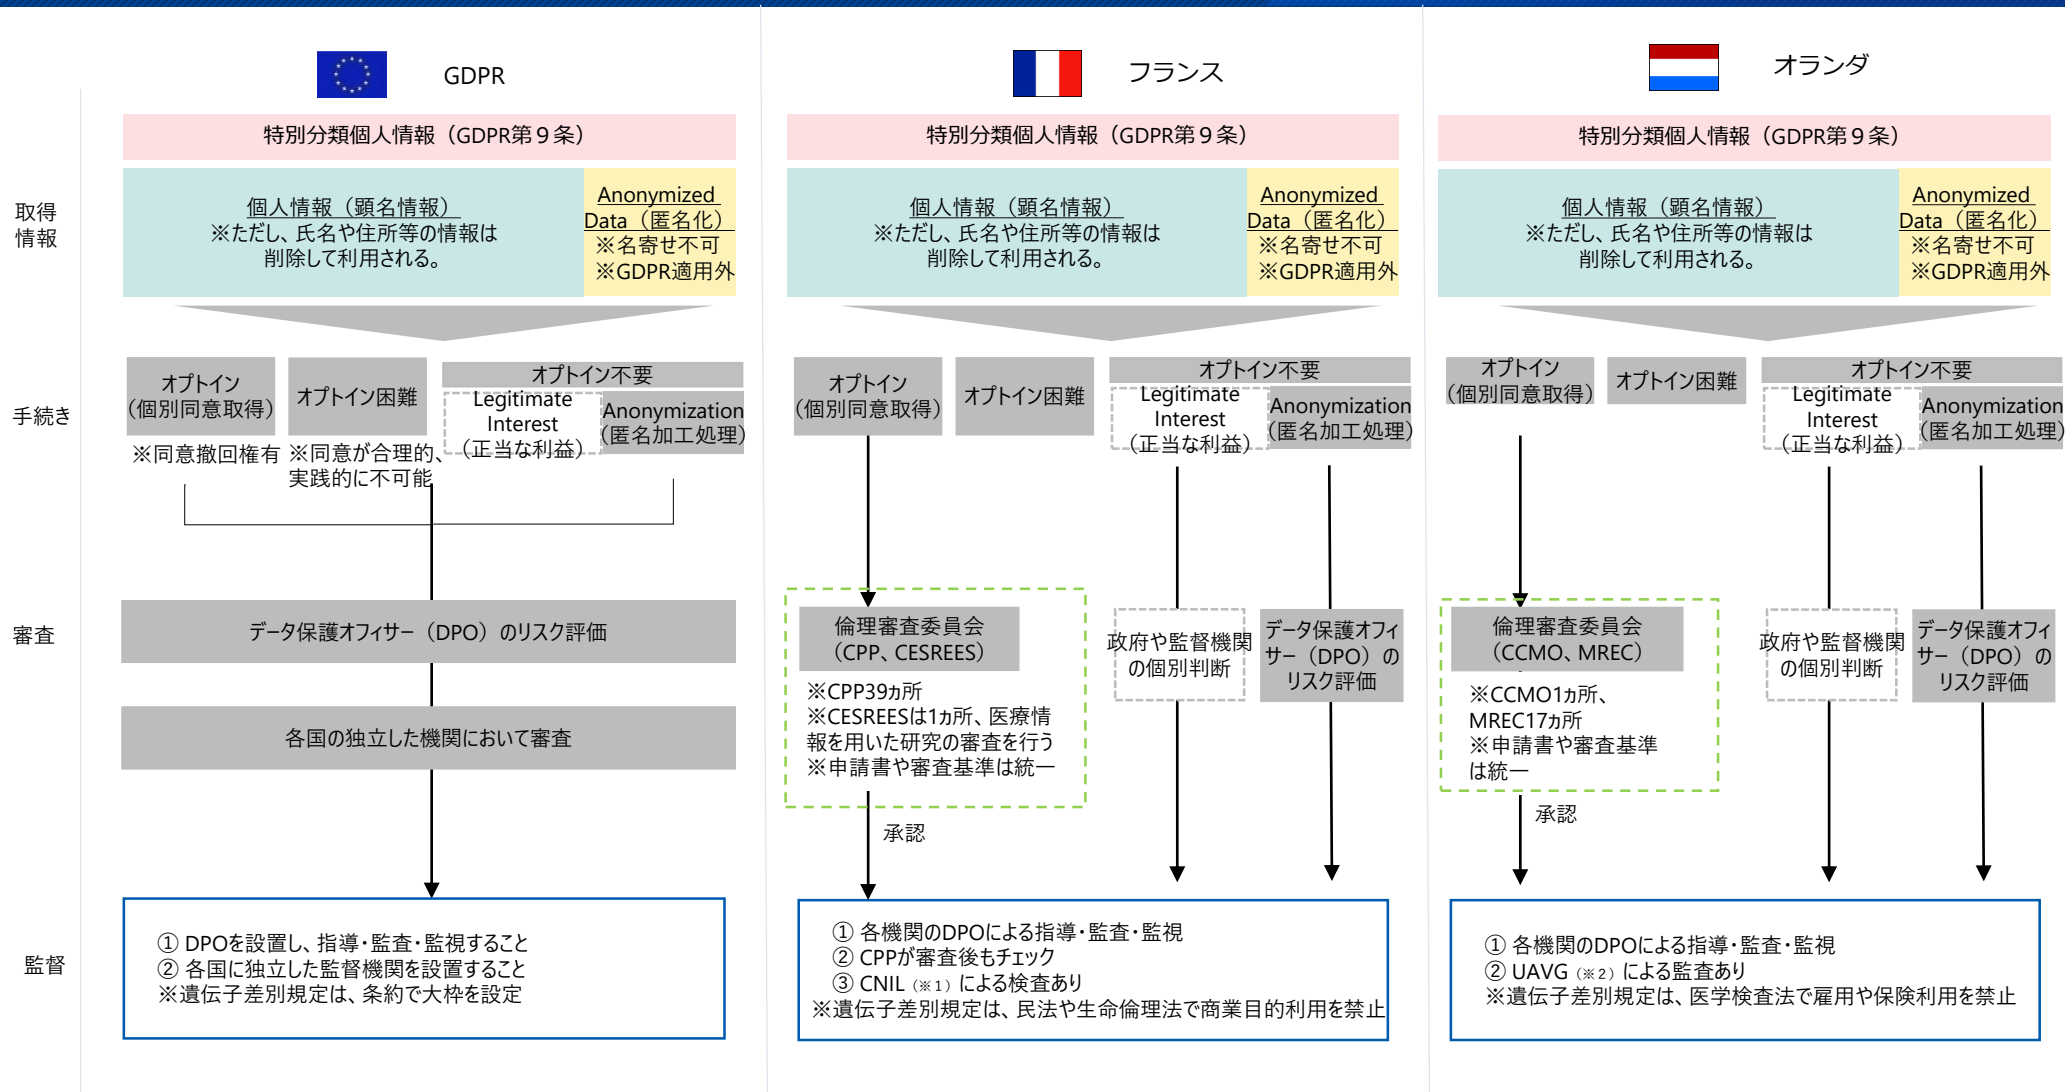 GDPR
フランス
オランダ
取得
情報
手続き
審査
監督
特別分類個人情報（GDPR第９条）
個人情報（顕名情報）
※ただし、氏名や住所等の情報は
削除して利用される。
Anonymized
Data（匿名化）
※名寄せ不可
※GDPR適用外
オプトイン
(個別同意取得)
※同意撤回権有
オプトイン困難
※同意が合理的、
実践的に不可能
オプトイン不要
Legitimate
Interest
（正当な利益）
Anonymization
(匿名加工処理)
データ保護オフィサー（DPO）のリスク評価
各国の独立した機関において審査
① DPOを設置し、指導・監査・監視すること
② 各国に独立した監督機関を設置すること
※遺伝子差別規定は、条約で大枠を設定
特別分類個人情報（GDPR第９条）
個人情報（顕名情報）
※ただし、氏名や住所等の情報は
削除して利用される。
Anonymized
Data（匿名化）
※名寄せ不可
※GDPR適用外
オプトイン
(個別同意取得)
オプトイン困難
オプトイン不要
Legitimate
Interest
（正当な利益）
Anonymization
(匿名加工処理)
倫理審査委員会
（CPP、CESREES）
※CPP39ヵ所
※CESREESは1ヵ所、医療情
報を用いた研究の審査を行う
※申請書や審査基準は統一
政府や監督機関
の個別判断
データ保護オフィ
サー（DPO）の
リスク評価
承認
① 各機関のDPOによる指導・監査・監視
② CPPが審査後もチェック
③ CNIL（※１）による検査あり
※遺伝子差別規定は、民法や生命倫理法で商業目的利用を禁止
特別分類個人情報（GDPR第９条）
個人情報（顕名情報）
※ただし、氏名や住所等の情報は
削除して利用される。
Anonymized
Data（匿名化）
※名寄せ不可
※GDPR適用外
オプトイン
(個別同意取得)
オプトイン困難
オプトイン不要
Legitimate
Interest
（正当な利益）
Anonymization
(匿名加工処理)
倫理審査委員会
（CCMO、MREC）
※CCMO1ヵ所、
MREC17ヵ所
※申請書や審査基準
は統一
政府や監督機関
の個別判断
データ保護オフィ
サー（DPO）の
リスク評価
承認
① 各機関のDPOによる指導・監査・監視
② UAVG（※２）による監査あり
※遺伝子差別規定は、医学検査法で雇用や保険利用を禁止